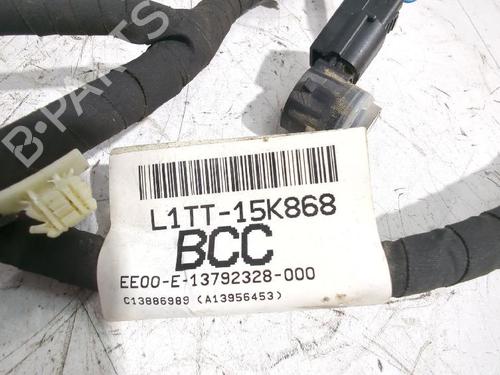 B-PARTS
L1TT-15K868
BCC
EE00-E-13792328-000
C13886989 (A13956453)